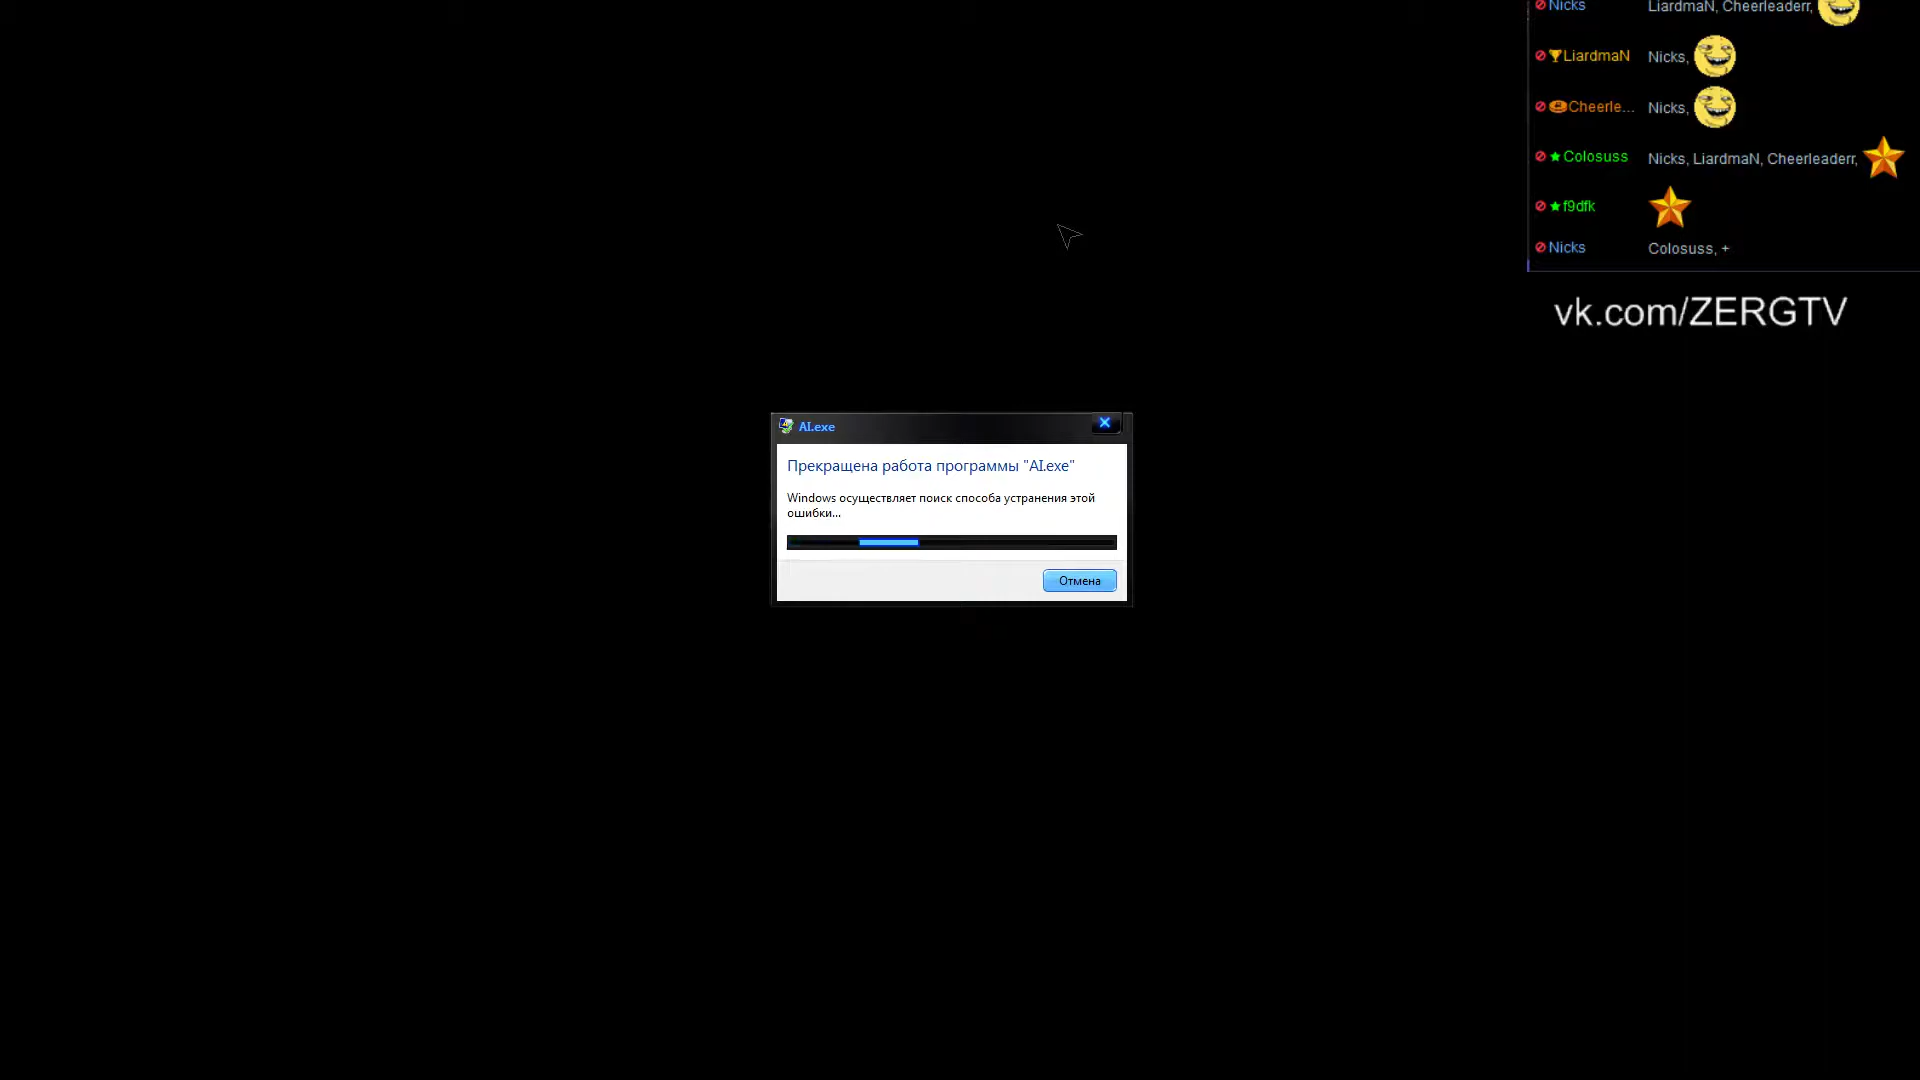 Nicks LiardmaN, Cheerleaderr,
LiardmaN Nicks,
Cheerle... Nicks,
Colosuss Nicks, LiardmaN, Cheerleaderr,
f9dfk
Nicks Colosuss, +
vk.com/ZERGTV
AI.exe
Прекращена работа программы "AI.exe"
Windows осуществляет поиск способа устранения этой
ошибки...
Отмена